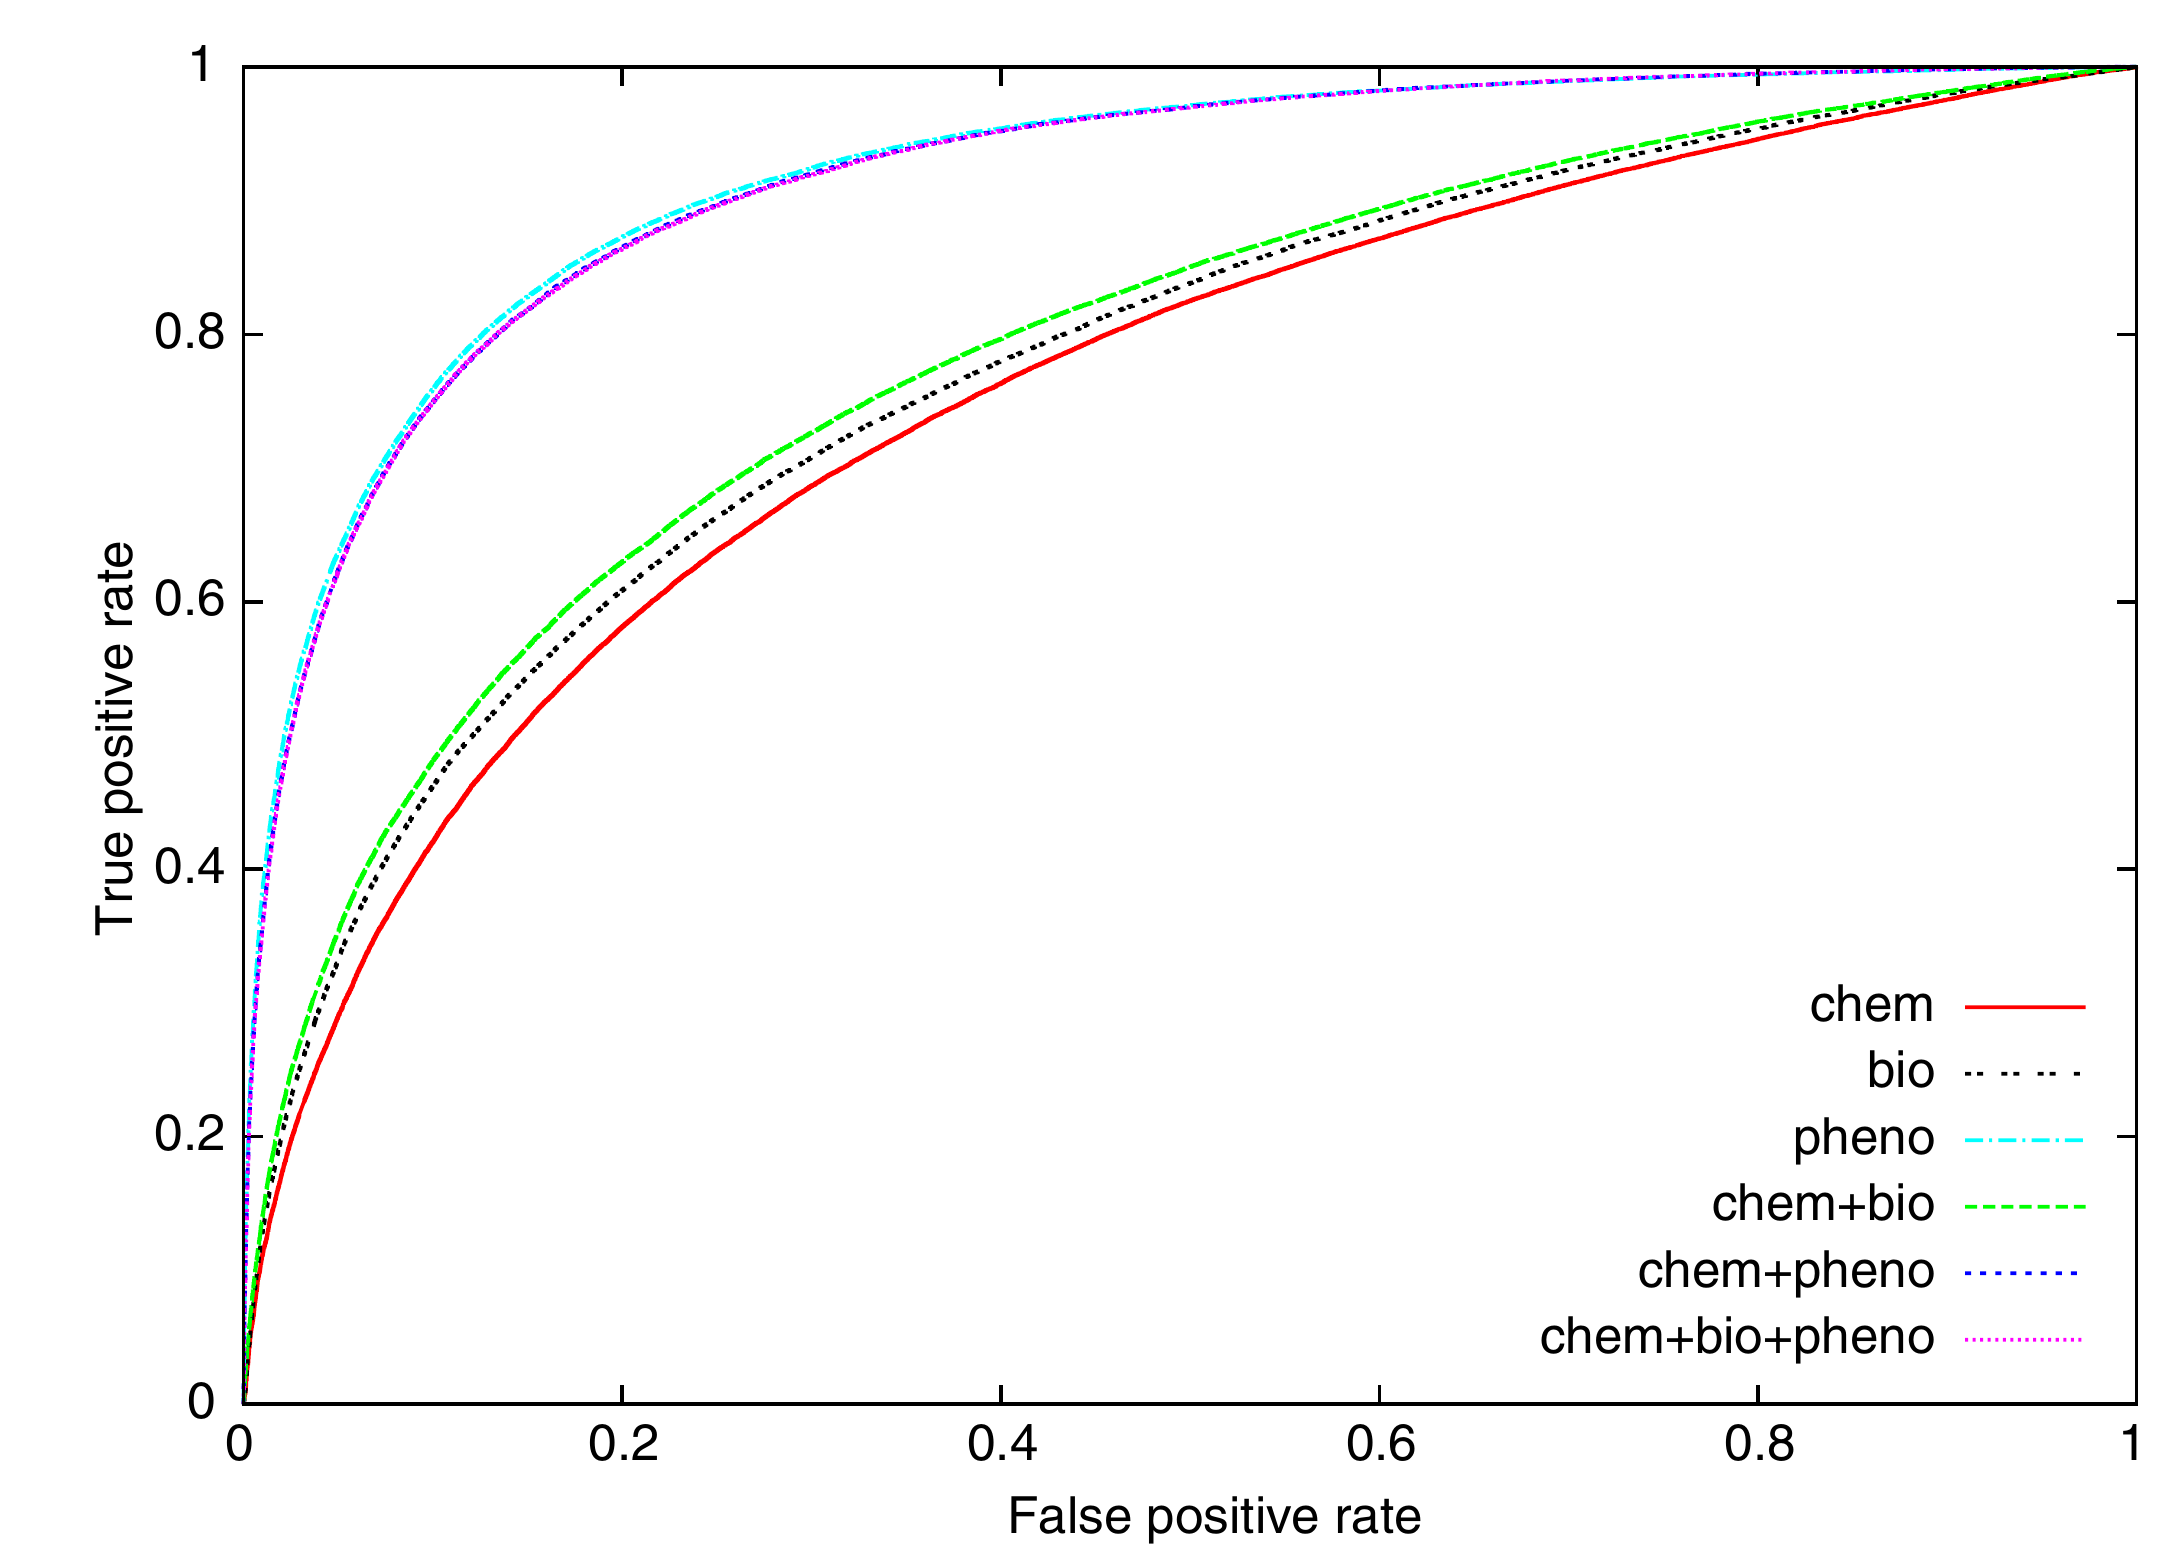 1
0.8
0.6
0.4
0.2
0
True positive rate
chem
bio
pheno
chem+bio
chem+pheno
chem+bio+pheno
0 0.2 0.4 0.6 0.8 1
False positive rate